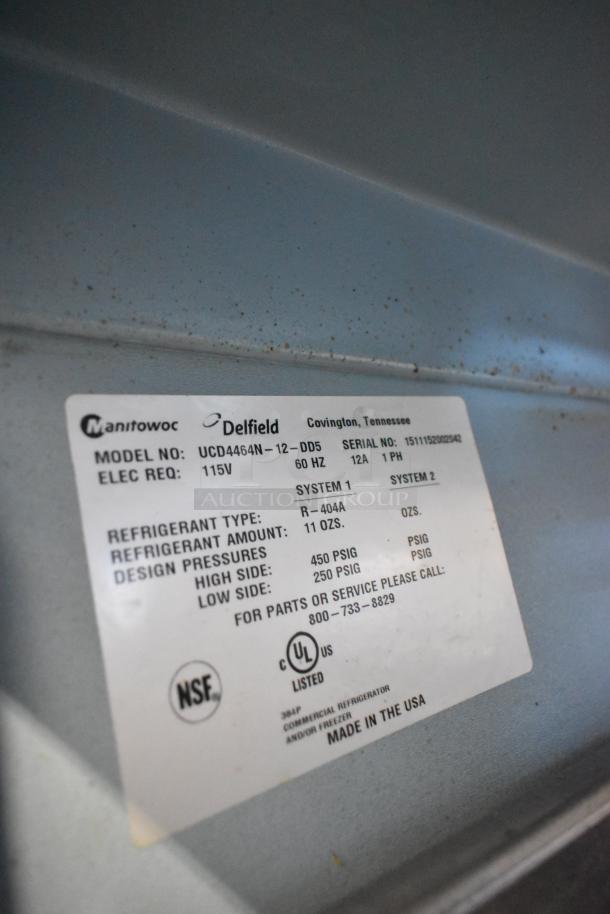 Manitowoc Delfield Covington, Tennessee
MODEL NO: UCD4464N-12-DD5 SERIAL NO: 1511152002042
ELEC REQ: 115V 60 HZ 12A 1 PH
SYSTEM 1 SYSTEM 2
REFRIGERANT TYPE: R-404A
REFRIGERANT AMOUNT: 11 OZS. OZS.
DESIGN PRESSURES
HIGH SIDE: 450 PSIG PSIG
LOW SIDE: 250 PSIG PSIG
FOR PARTS OR SERVICE PLEASE CALL:
800-733-8829
NSF
C UL US
LISTED
384P
COMMERCIAL REFRIGERATOR
AND/OR FREEZER
MADE IN THE USA
AUCTION GROUP